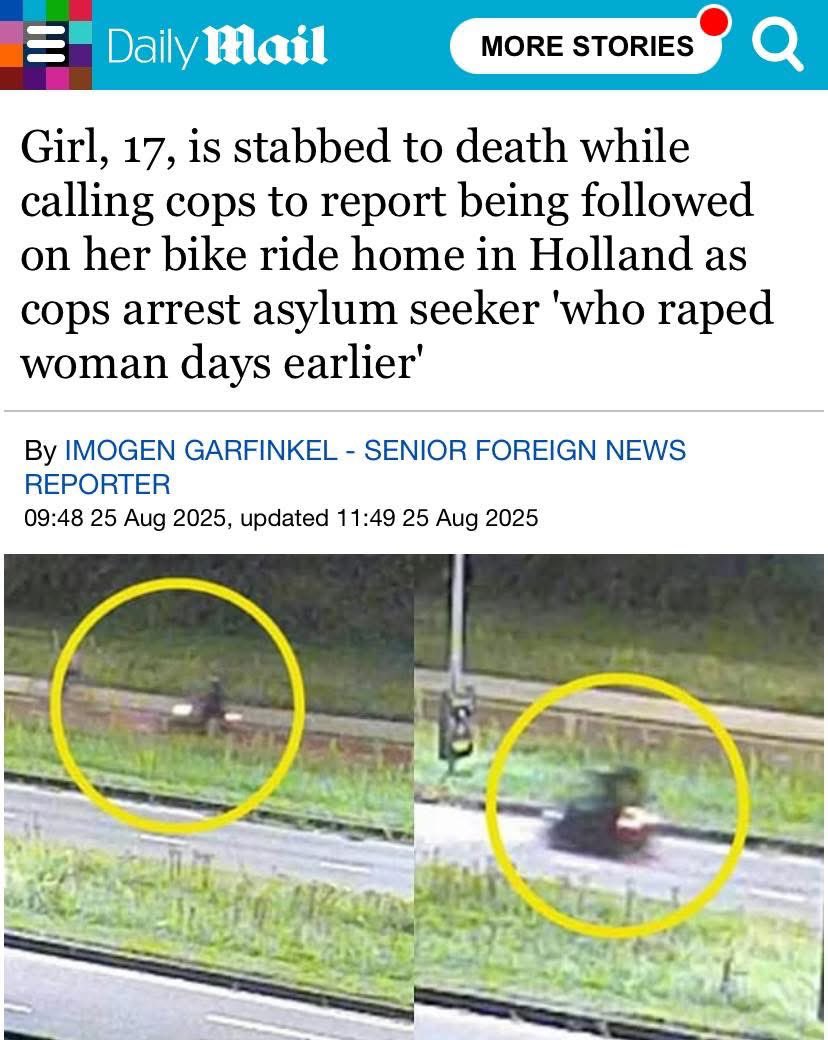 Daily Mail
MORE STORIES
Girl, 17, is stabbed to death while
calling cops to report being followed
on her bike ride home in Holland as
cops arrest asylum seeker 'who raped
woman days earlier'
By IMOGEN GARFINKEL - SENIOR FOREIGN NEWS
REPORTER
09:48 25 Aug 2025, updated 11:49 25 Aug 2025